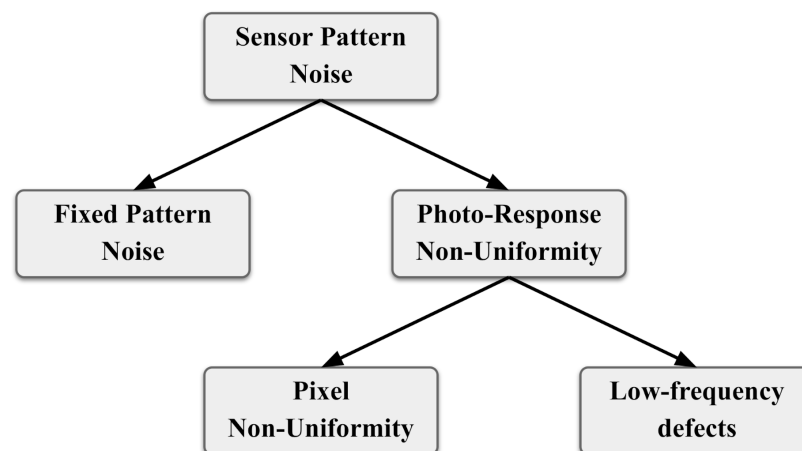 Sensor Pattern
Noise
Fixed Pattern
Noise
Photo-Response
Non-Uniformity
Pixel
Non-Uniformity
Low-frequency
defects